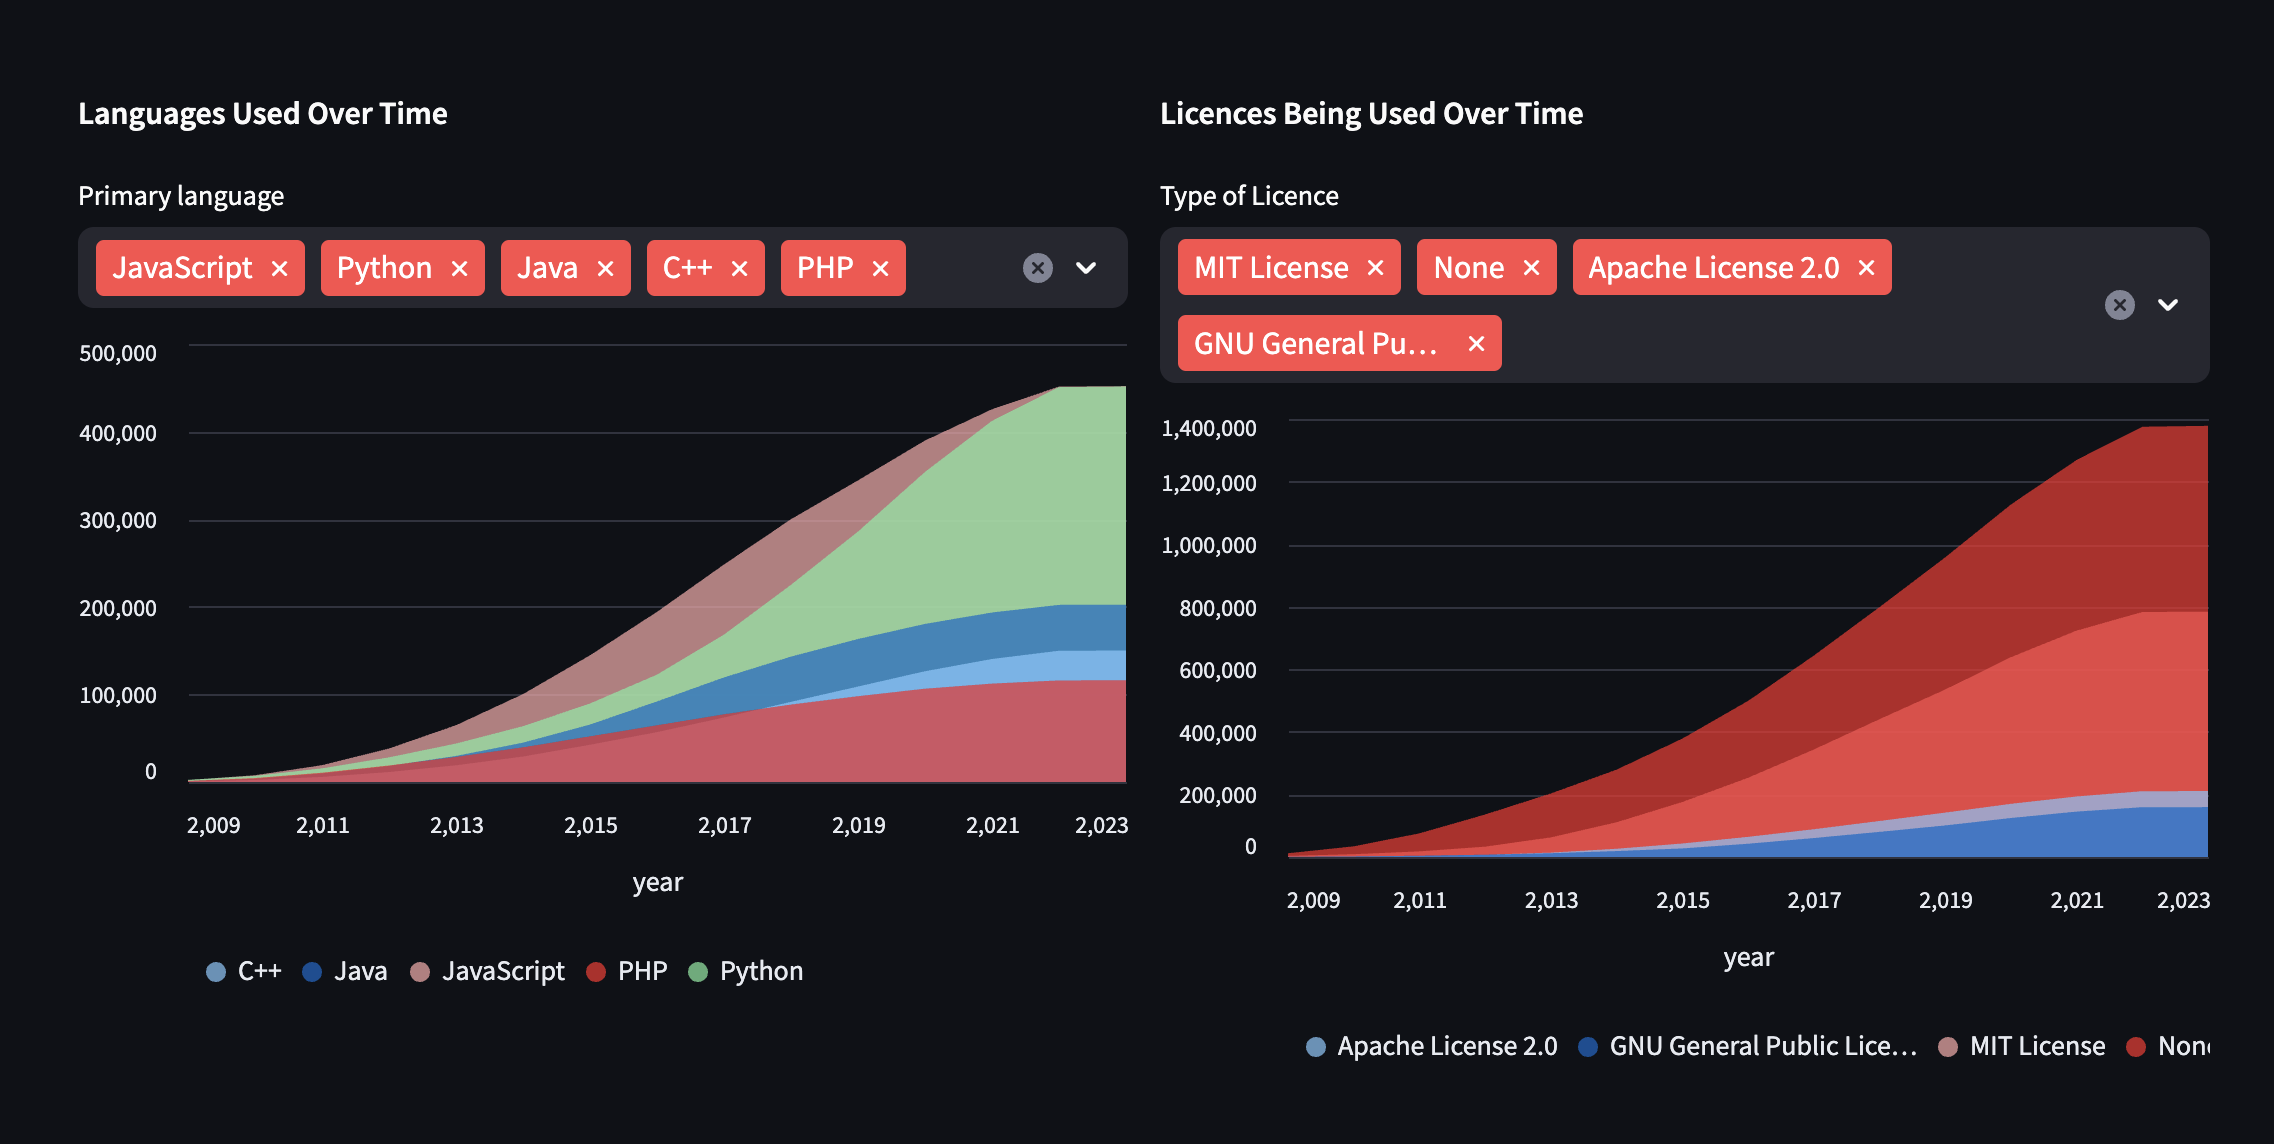 Languages Used Over Time
Primary language
JavaScript
Python
Java
C++
PHP
500,000
400,000
300,000
200,000
100,000
0
2,009
2,011
2,013
2,015
2,017
2,019
2,021
2,023
year
C++
Java
JavaScript
PHP
Python
Licences Being Used Over Time
Type of Licence
MIT License
None
Apache License 2.0
GNU General Pu…
1,400,000
1,200,000
1,000,000
800,000
600,000
400,000
200,000
0
2,009
2,011
2,013
2,015
2,017
2,019
2,021
2,023
year
Apache License 2.0
GNU General Public Lice…
MIT License